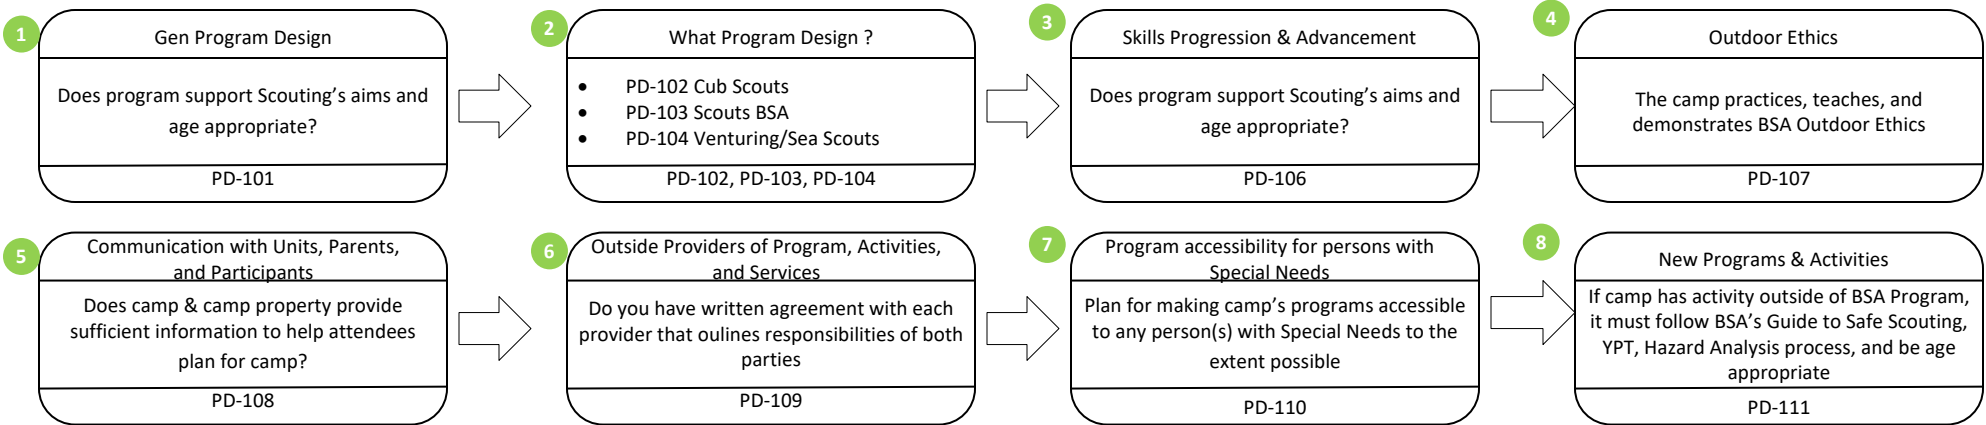 1
Gen Program Design
Does program support Scouting's aims and
age appropriate?
PD-101
2
What Program Design ?
• PD-102 Cub Scouts
• PD-103 Scouts BSA
• PD-104 Venturing/Sea Scouts
PD-102, PD-103, PD-104
3
Skills Progression & Advancement
Does program support Scouting's aims and
age appropriate?
PD-106
4
Outdoor Ethics
The camp practices, teaches, and
demonstrates BSA Outdoor Ethics
PD-107
5
Communication with Units, Parents,
and Participants
Does camp & camp property provide
sufficient information to help attendees
plan for camp?
PD-108
6
Outside Providers of Program, Activities,
and Services
Do you have written agreement with each
provider that oulines responsibilities of both
parties
PD-109
7
Program accessibility for persons with
Special Needs
Plan for making camp's programs accessible
to any person(s) with Special Needs to the
extent possible
PD-110
8
New Programs & Activities
If camp has activity outside of BSA Program,
it must follow BSA's Guide to Safe Scouting,
YPT, Hazard Analysis process, and be age
appropriate
PD-111